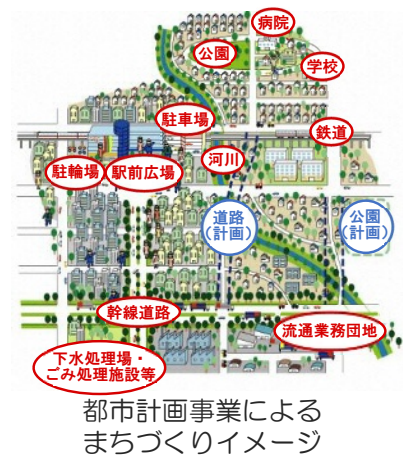 病院
公園
学校
駐車場
鉄道
駐輪場
駅前広場
河川
道路
(計画)
公園
(計画)
幹線道路
流通業務団地
下水処理場・
ごみ処理施設等
都市計画事業による
まちづくりイメージ